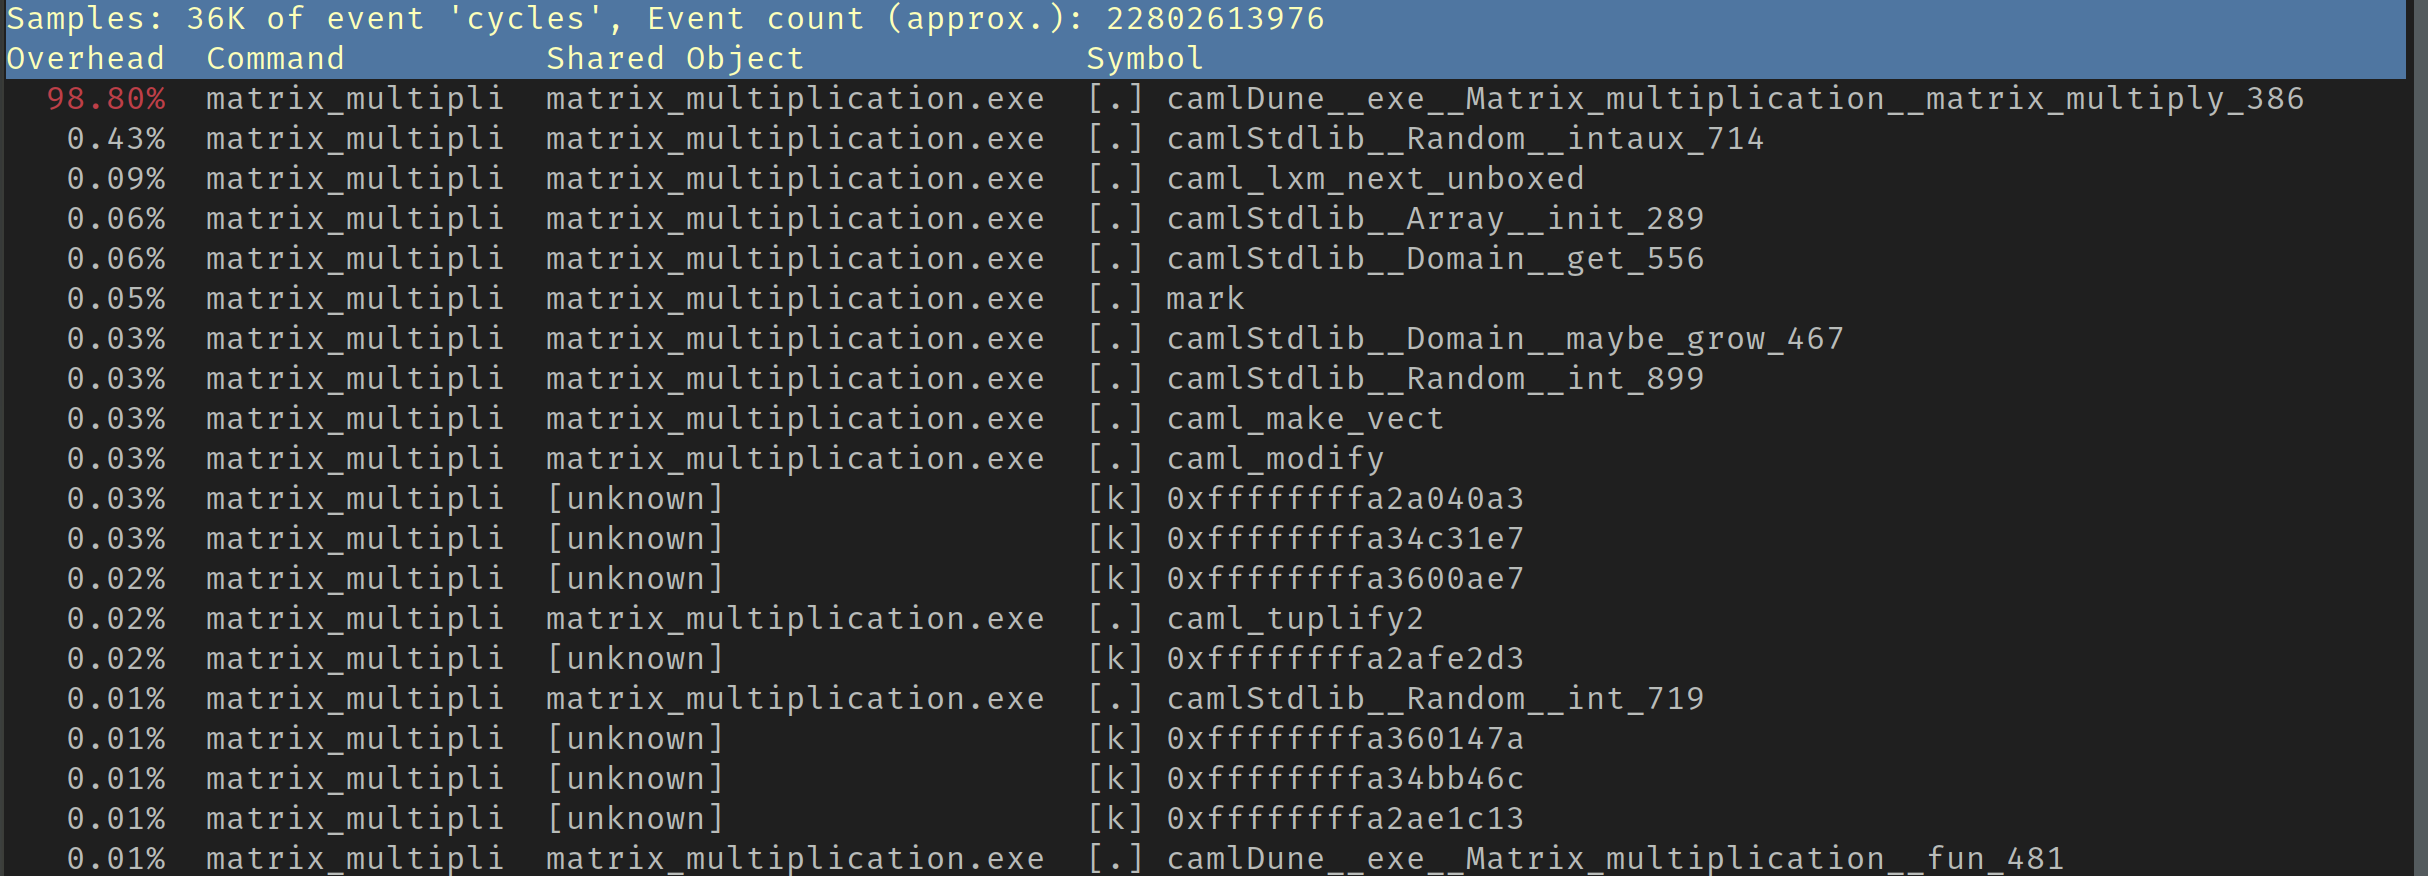 Samples: 36K of event 'cycles', Event count (approx.): 22802613976
Overhead  Command          Shared Object              Symbol
98.80%  matrix_multipli  matrix_multiplication.exe  [.] camlDune__exe__Matrix_multiplication__matrix_multiply_386
0.43%  matrix_multipli  matrix_multiplication.exe  [.] camlStdlib__Random__intaux_714
0.09%  matrix_multipli  matrix_multiplication.exe  [.] caml_lxm_next_unboxed
0.06%  matrix_multipli  matrix_multiplication.exe  [.] camlStdlib__Array__init_289
0.06%  matrix_multipli  matrix_multiplication.exe  [.] camlStdlib__Domain__get_556
0.05%  matrix_multipli  matrix_multiplication.exe  [.] mark
0.03%  matrix_multipli  matrix_multiplication.exe  [.] camlStdlib__Domain__maybe_grow_467
0.03%  matrix_multipli  matrix_multiplication.exe  [.] camlStdlib__Random__int_899
0.03%  matrix_multipli  matrix_multiplication.exe  [.] caml_make_vect
0.03%  matrix_multipli  matrix_multiplication.exe  [.] caml_modify
0.03%  matrix_multipli  [unknown]                  [k] 0xffffffffa2a040a3
0.03%  matrix_multipli  [unknown]                  [k] 0xffffffffa34c31e7
0.02%  matrix_multipli  [unknown]                  [k] 0xffffffffa3600ae7
0.02%  matrix_multipli  matrix_multiplication.exe  [.] caml_tuplify2
0.02%  matrix_multipli  [unknown]                  [k] 0xffffffffa2afe2d3
0.01%  matrix_multipli  matrix_multiplication.exe  [.] camlStdlib__Random__int_719
0.01%  matrix_multipli  [unknown]                  [k] 0xffffffffa360147a
0.01%  matrix_multipli  [unknown]                  [k] 0xffffffffa34bb46c
0.01%  matrix_multipli  [unknown]                  [k] 0xffffffffa2ae1c13
0.01%  matrix_multipli  matrix_multiplication.exe  [.] camlDune__exe__Matrix_multiplication__fun_481